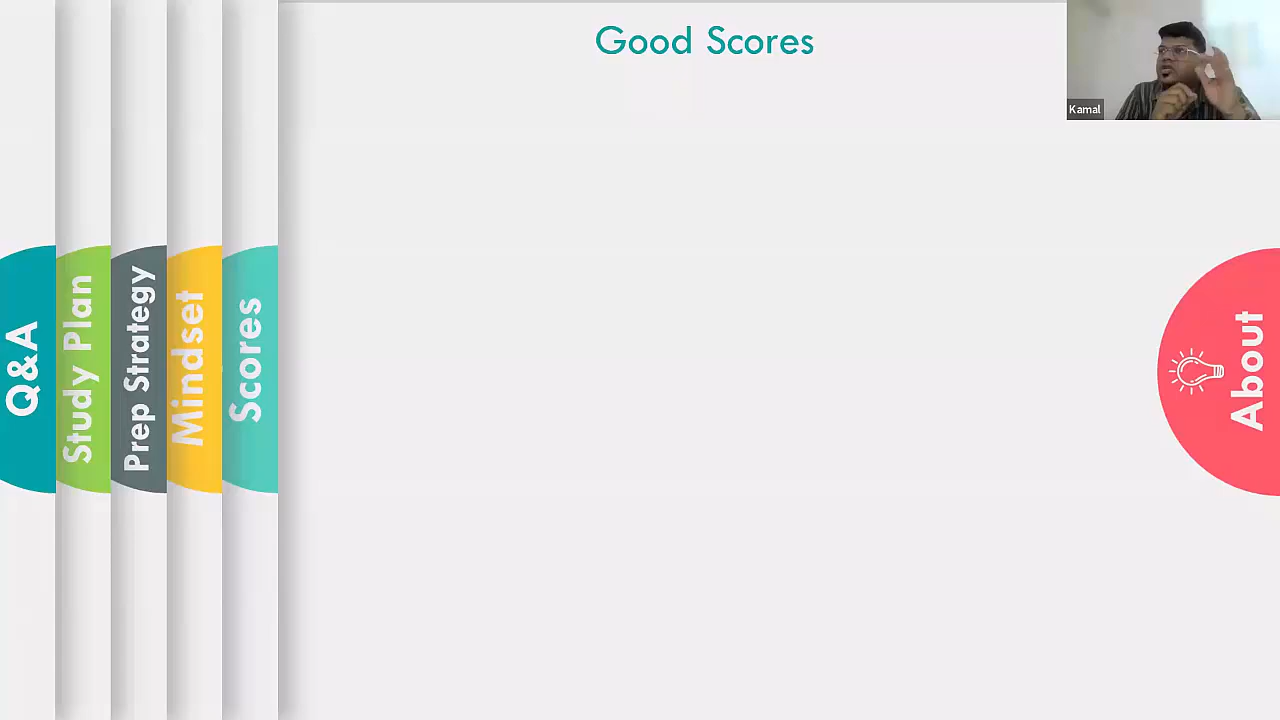 Good Scores
Kamal
Q&A
Study Plan
Prep Strategy
Mindset
Scores
About